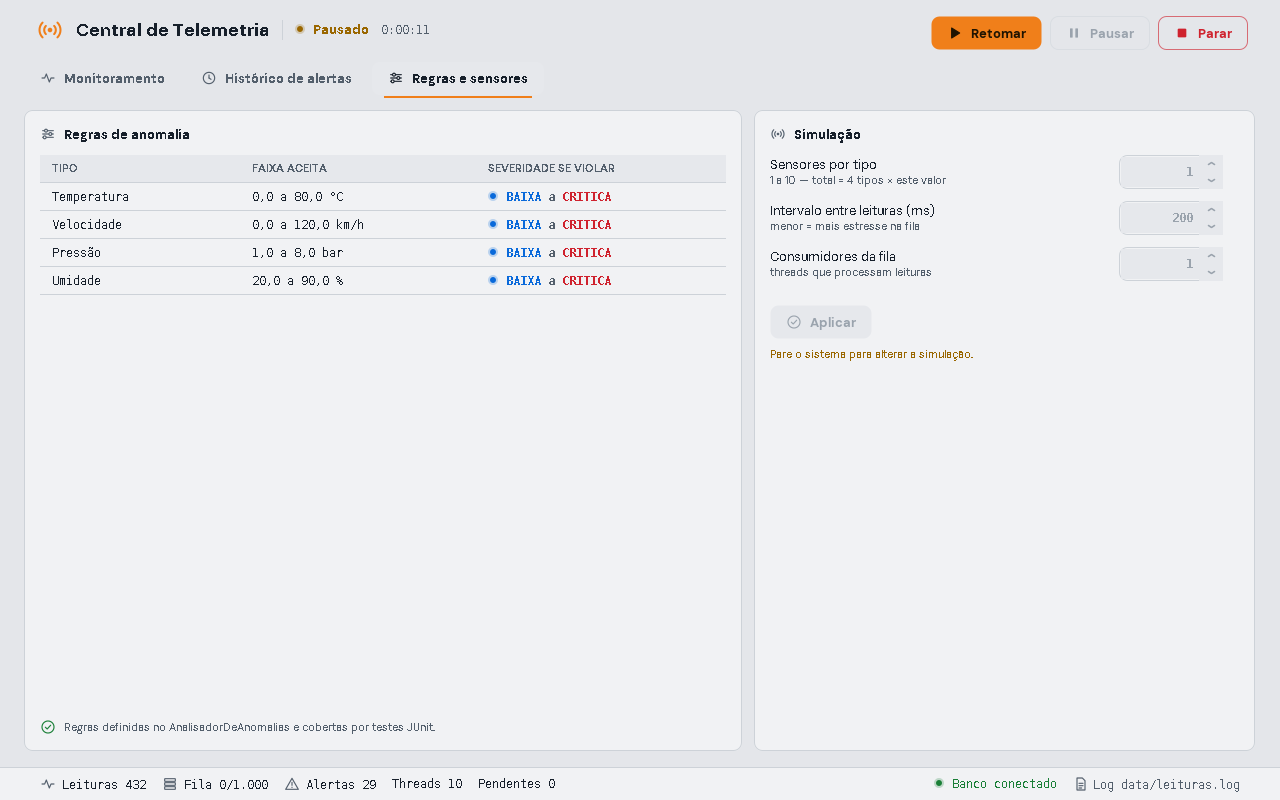 Central de Telemetria
Pausado 0:00:11
Retomar
Pausar
Parar
Monitoramento
Histórico de alertas
Regras e sensores
Regras de anomalia
TIPO FAIXA ACEITA SEVERIDADE SE VIOLAR
Temperatura 0,0 a 80,0 °C BAIXA a CRITICA
Velocidade 0,0 a 120,0 km/h BAIXA a CRITICA
Pressão 1,0 a 8,0 bar BAIXA a CRITICA
Umidade 20,0 a 90,0 % BAIXA a CRITICA
Regras definidas no AnalisadorDeAnomalias e cobertas por testes JUnit.
Simulação
Sensores por tipo 1
1 a 10 — total = 4 tipos × este valor
Intervalo entre leituras (ms) 200
menor = mais estresse na fila
Consumidores da fila 1
threads que processam leituras
Aplicar
Pare o sistema para alterar a simulação.
Leituras 432 Fila 0/1.000 Alertas 29 Threads 10 Pendentes 0 Banco conectado Log data/leituras.log